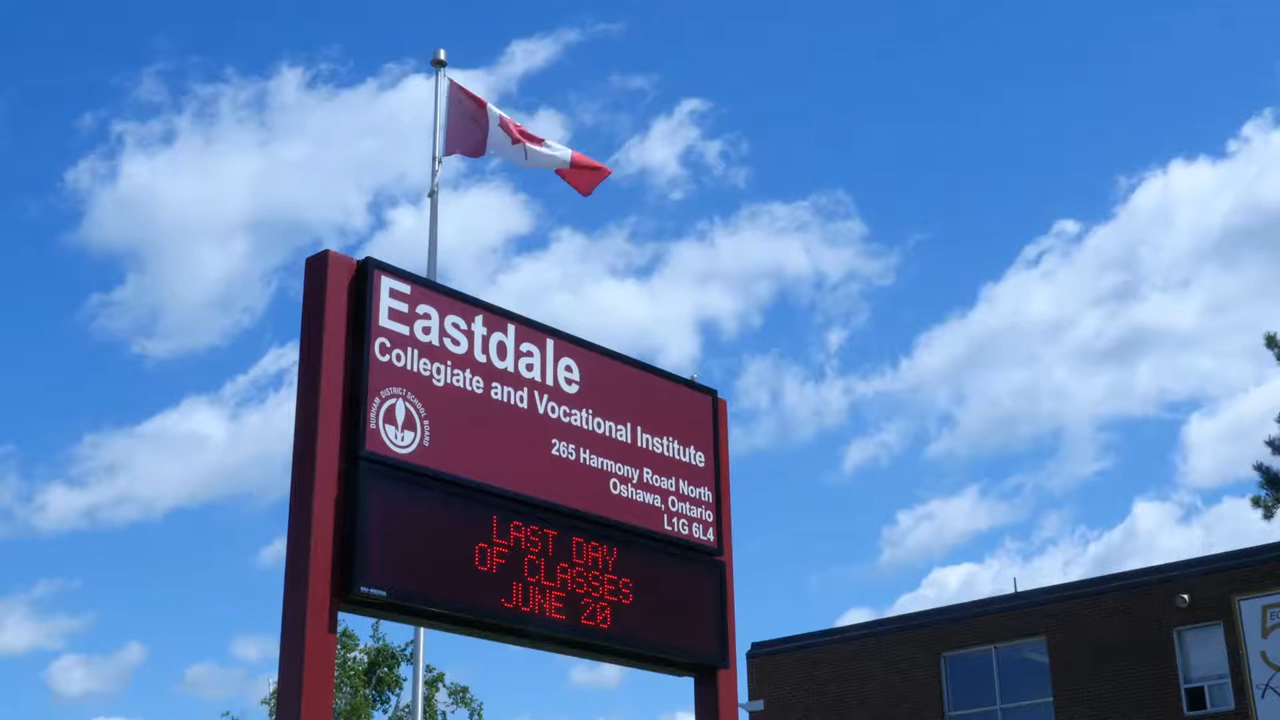 Eastdale
Collegiate and Vocational Institute
DURHAM DISTRICT SCHOOL BOARD
265 Harmony Road North
Oshawa, Ontario
L1G 6L4
LAST DAY
OF CLASSES
JUNE 20